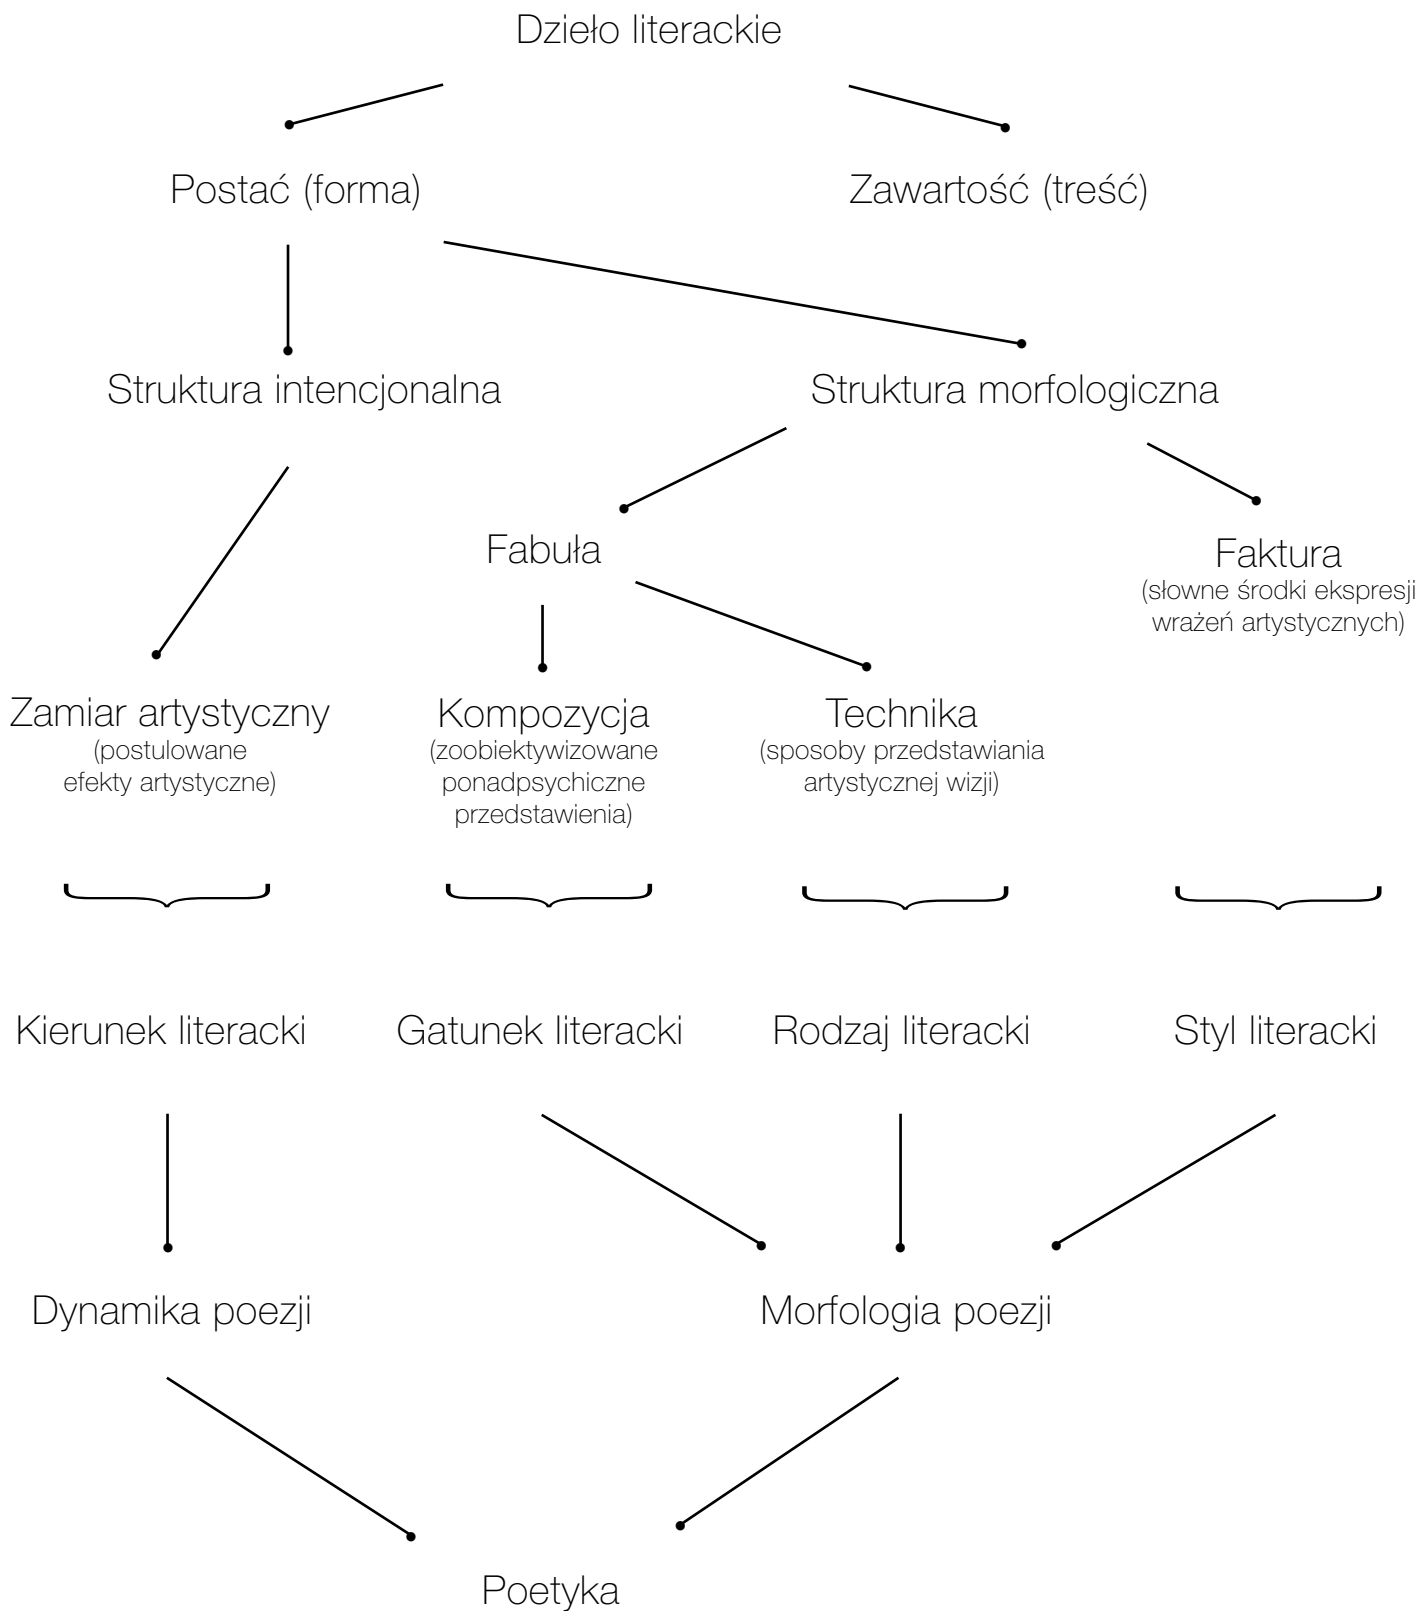 Dzieło literackie
Postać (forma)
Zawartość (treść)
Struktura intencjonalna
Struktura morfologiczna
Fabuła
Faktura
(słowne środki ekspresji
wrażeń artystycznych)
Zamiar artystyczny
(postulowane
efekty artystyczne)
Kompozycja
(zoobiektywizowane
ponadpsychiczne
przedstawienia)
Technika
(sposoby przedstawiania
artystycznej wizji)
Kierunek literacki
Gatunek literacki
Rodzaj literacki
Styl literacki
Dynamika poezji
Morfologia poezji
Poetyka